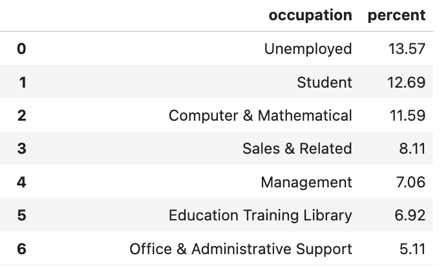 occupation percent
0 Unemployed 13.57
1 Student 12.69
2 Computer & Mathematical 11.59
3 Sales & Related 8.11
4 Management 7.06
5 Education Training Library 6.92
6 Office & Administrative Support 5.11